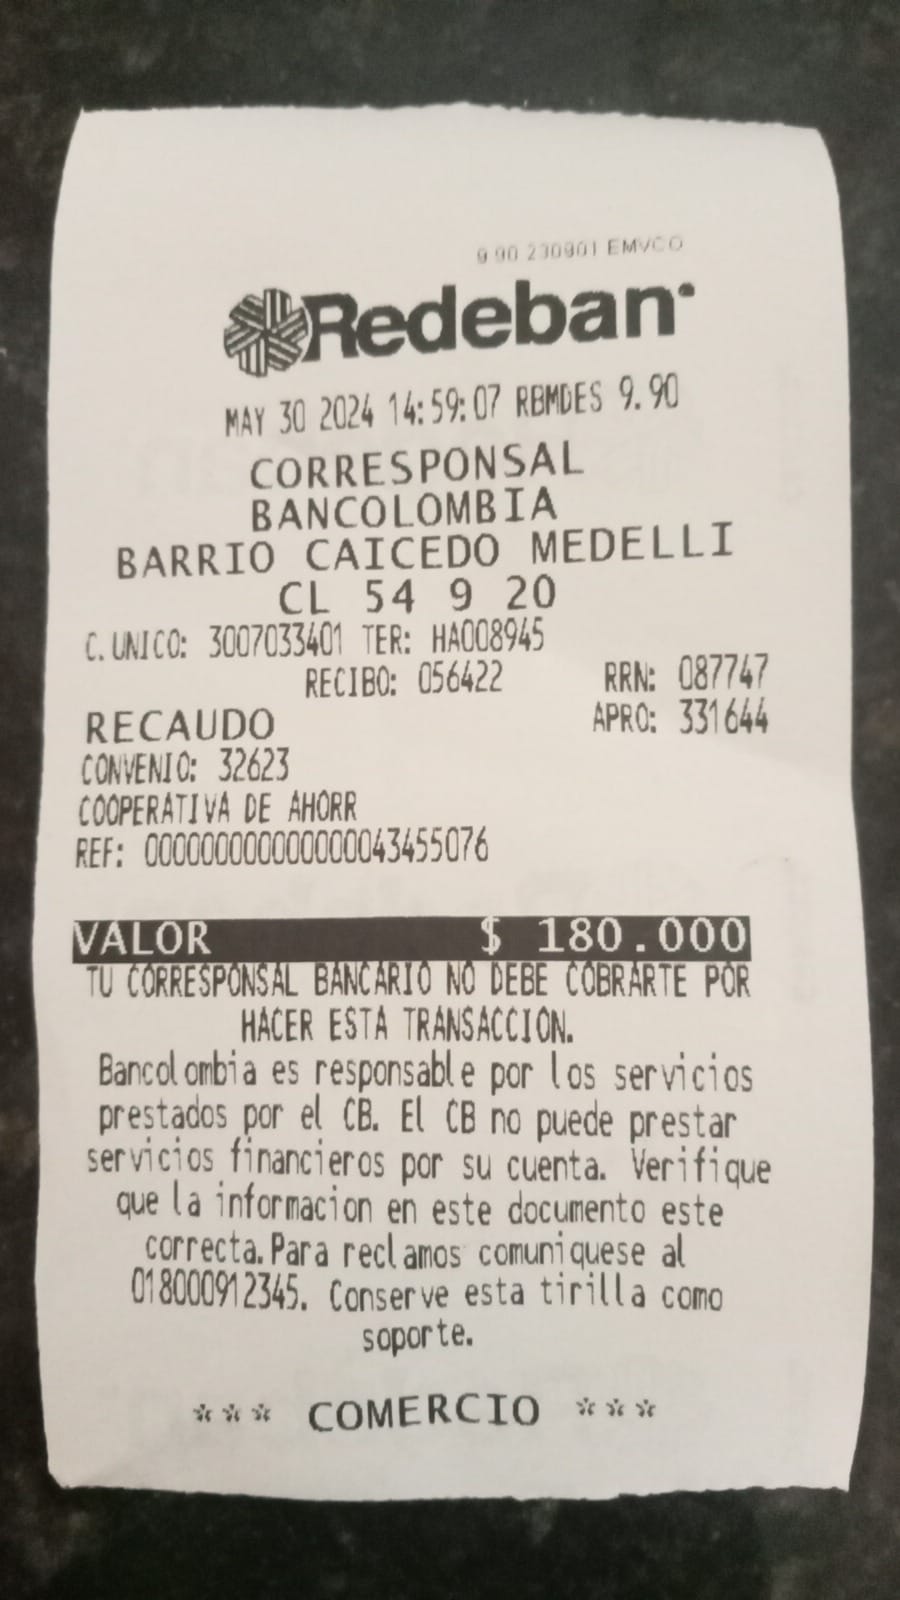 9 90 230901 EMVCO
Redeban
MAY 30 2024 14:59:07 RBMDES 9.90
CORRESPONSAL
BANCOLOMBIA
BARRIO CAICEDO MEDELLI
CL 54 9 20
C. UNICO: 3007033401 TER: HA008945
RECIBO: 056422 RRN: 087747
RECAUDO APRO: 331644
CONVENIO: 32623
COOPERATIVA DE AHORR
REF: 000000000000000043455076
VALOR $ 180.000
TU CORRESPONSAL BANCARIO NO DEBE COBRARTE POR
HACER ESTA TRANSACCION.
Bancolombia es responsable por los servicios
prestados por el CB. El CB no puede prestar
servicios financieros por su cuenta. Verifique
que la informacion en este documento este
correcta. Para reclamos comuniquese al
018000912345. Conserve esta tirilla como
soporte.
*** COMERCIO ***